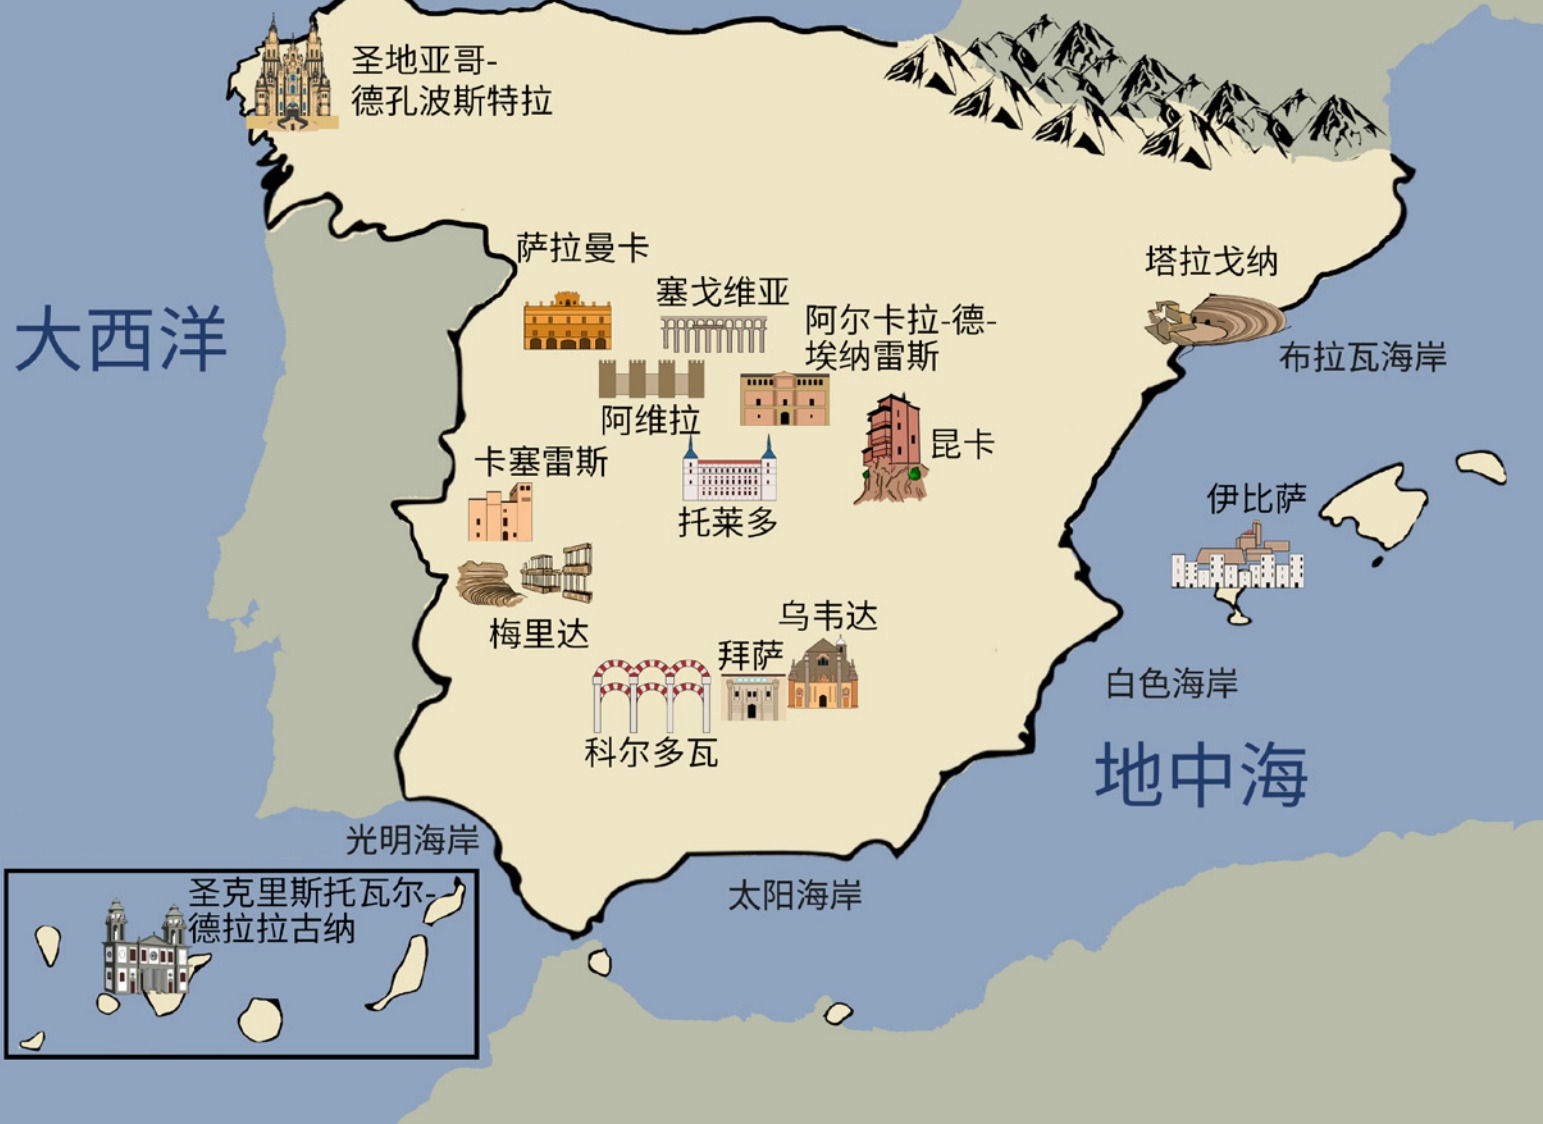 圣地亚哥-
德孔波斯特拉
萨拉曼卡
塞戈维亚
塔拉戈纳
大西洋
阿尔卡拉-德-
埃纳雷斯
布拉瓦海岸
阿维拉
昆卡
卡塞雷斯
伊比萨
托莱多
乌韦达
梅里达
拜萨
白色海岸
科尔多瓦
地中海
光明海岸
太阳海岸
圣克里斯托瓦尔-
德拉拉古纳